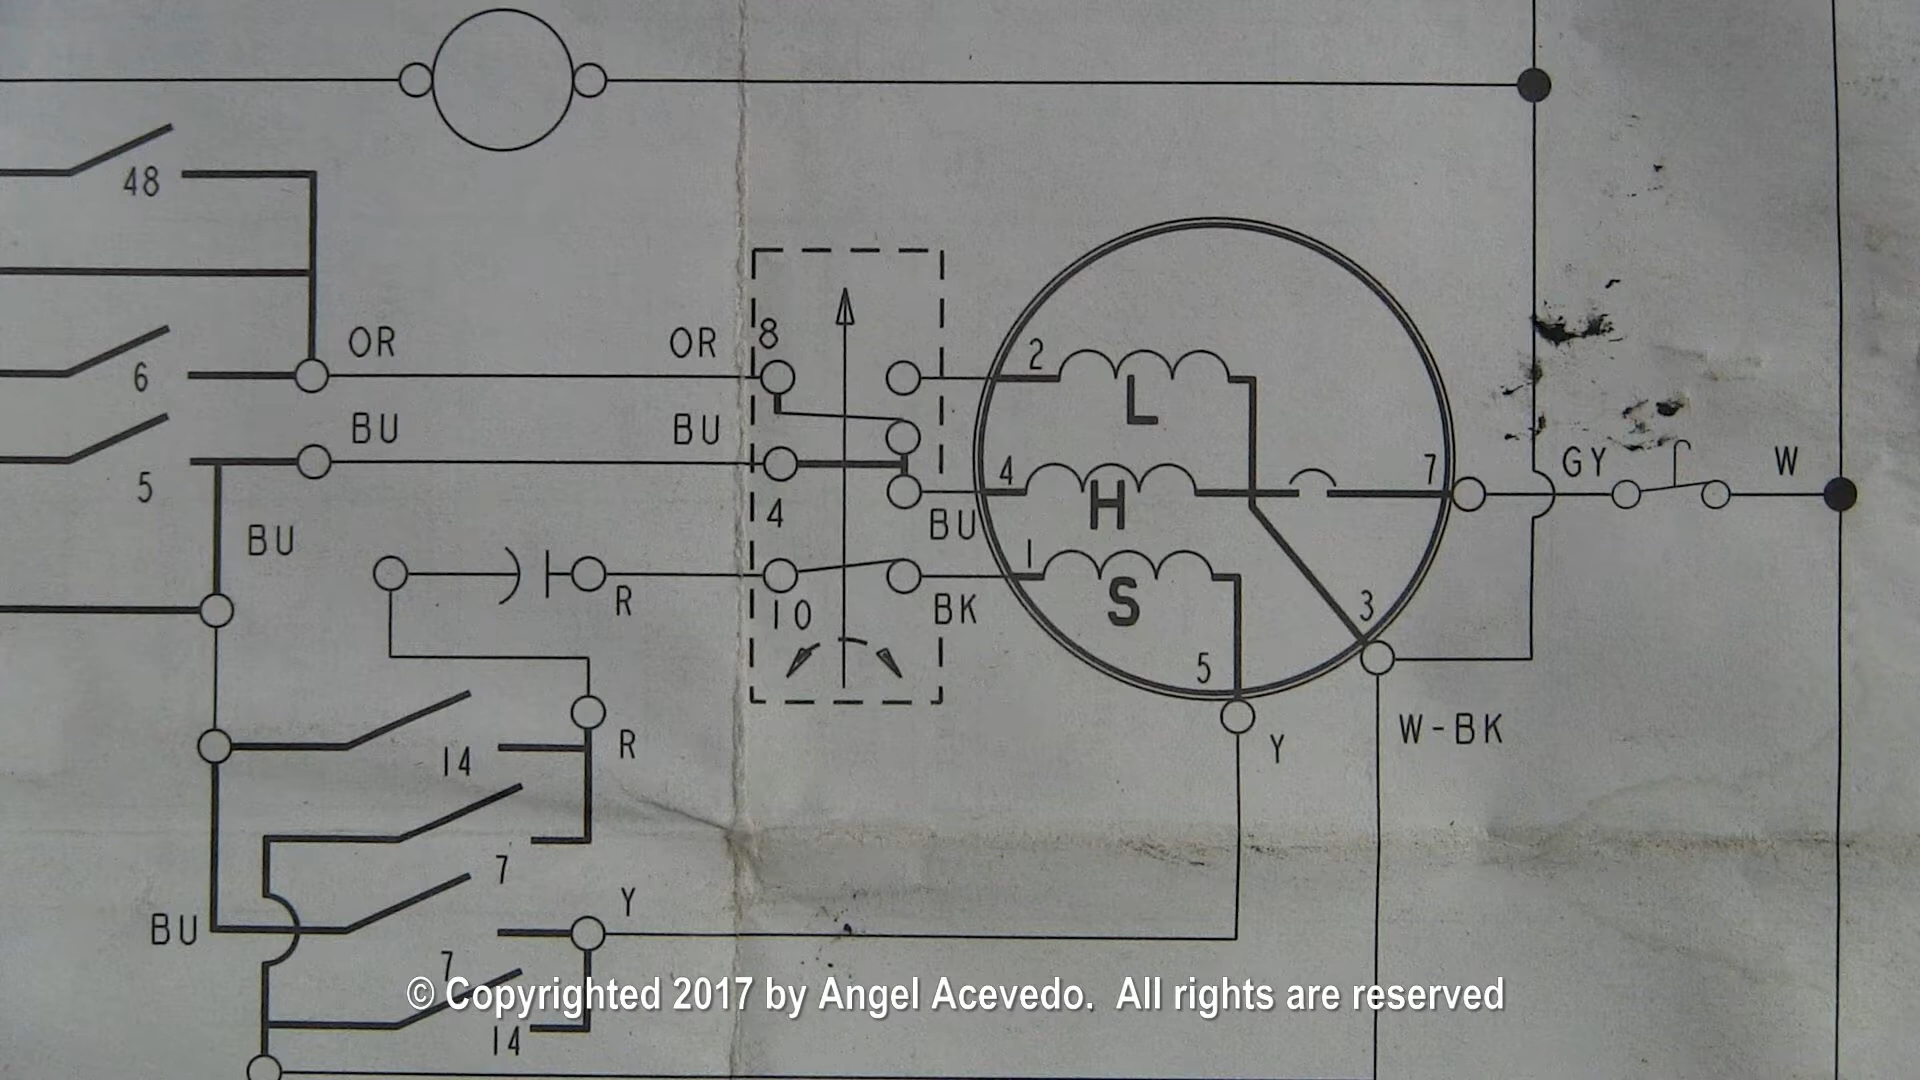 48
OR OR 8 2
6 L
BU BU 4 7 GY W
5 4 H
BU BU
1
R 10 BK S 3
5
14 R Y W-BK
7
BU Y
7
© Copyrighted 2017 by Angel Acevedo. All rights are reserved
14